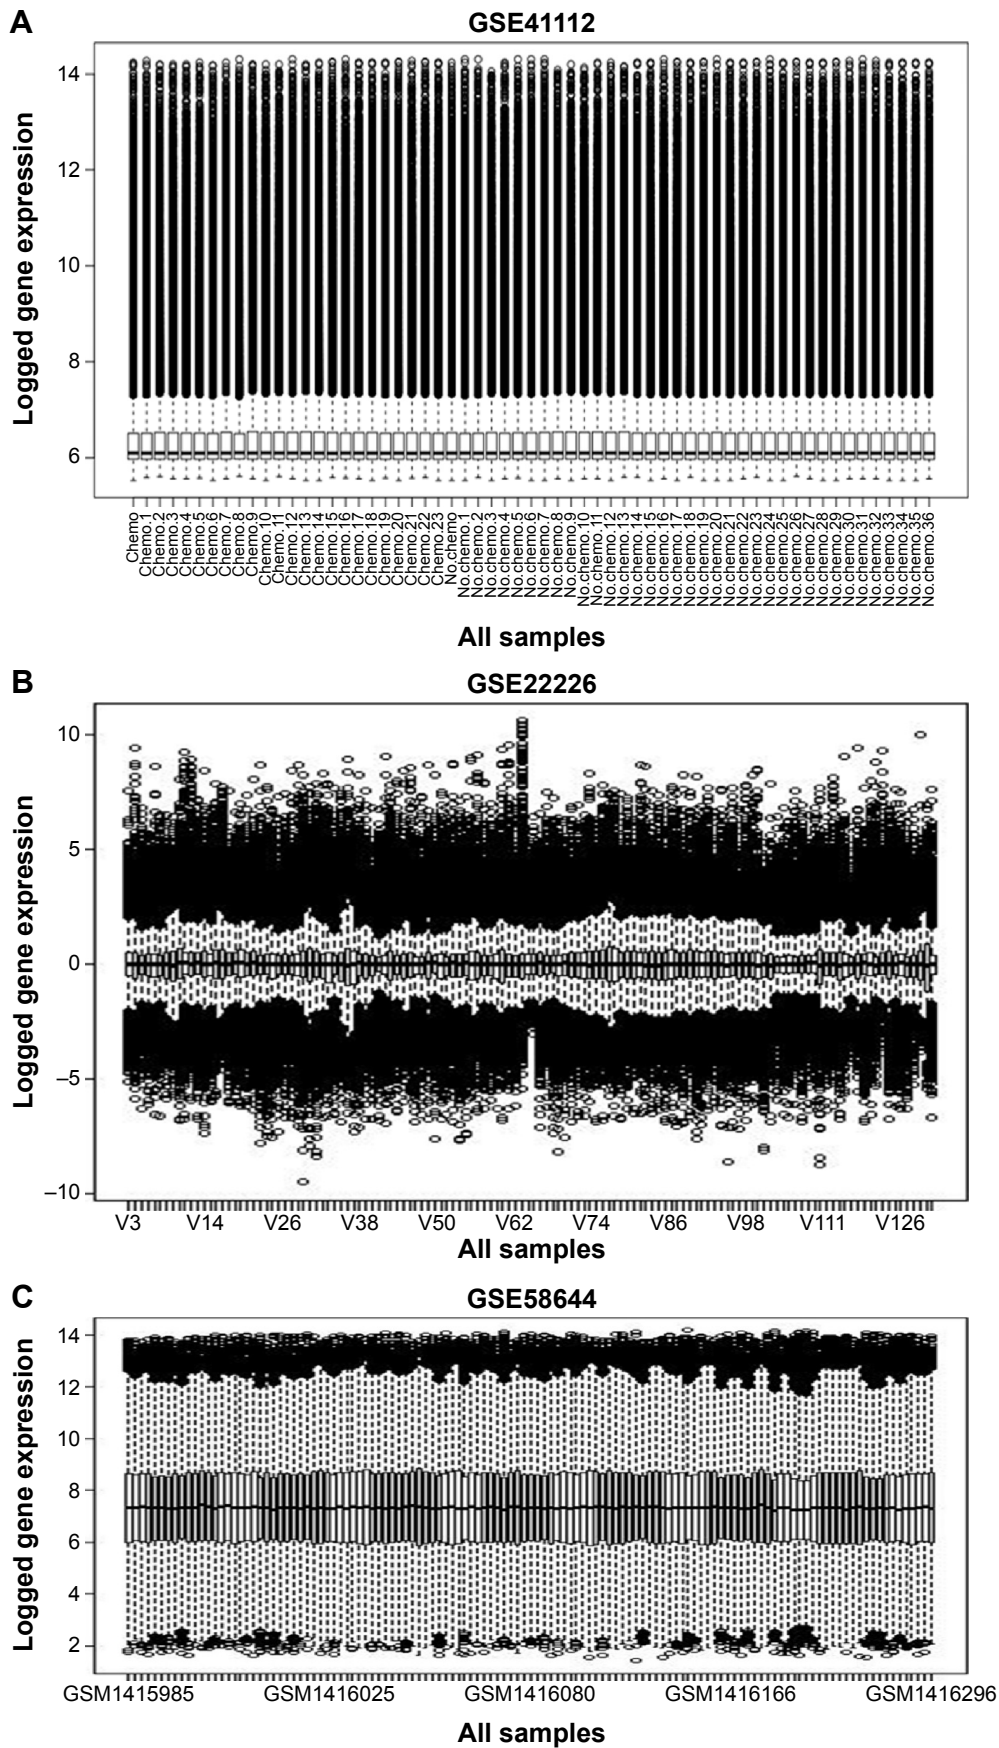 A
GSE41112
Logged gene expression
14
12
10
8
6
Chemo
Chemo.1
Chemo.2
Chemo.3
Chemo.4
Chemo.5
Chemo.6
Chemo.7
Chemo.8
Chemo.9
Chemo.10
Chemo.11
Chemo.12
Chemo.13
Chemo.14
Chemo.15
Chemo.16
Chemo.17
Chemo.18
Chemo.19
Chemo.20
Chemo.21
Chemo.22
Chemo.23
No.chemo
No.chemo.1
No.chemo.2
No.chemo.3
No.chemo.4
No.chemo.5
No.chemo.6
No.chemo.7
No.chemo.8
No.chemo.9
No.chemo.10
No.chemo.11
No.chemo.12
No.chemo.13
No.chemo.14
No.chemo.15
No.chemo.16
No.chemo.17
No.chemo.18
No.chemo.19
No.chemo.20
No.chemo.21
No.chemo.22
No.chemo.23
No.chemo.24
No.chemo.25
No.chemo.26
No.chemo.27
No.chemo.28
No.chemo.29
No.chemo.30
No.chemo.31
No.chemo.32
No.chemo.33
No.chemo.34
No.chemo.35
No.chemo.36
All samples
B
GSE22226
Logged gene expression
10
5
0
–5
–10
V3 V14 V26 V38 V50 V62 V74 V86 V98 V111 V126
All samples
C
GSE58644
Logged gene expression
14
12
10
8
6
4
2
GSM1415985 GSM1416025 GSM1416080 GSM1416166 GSM1416296
All samples